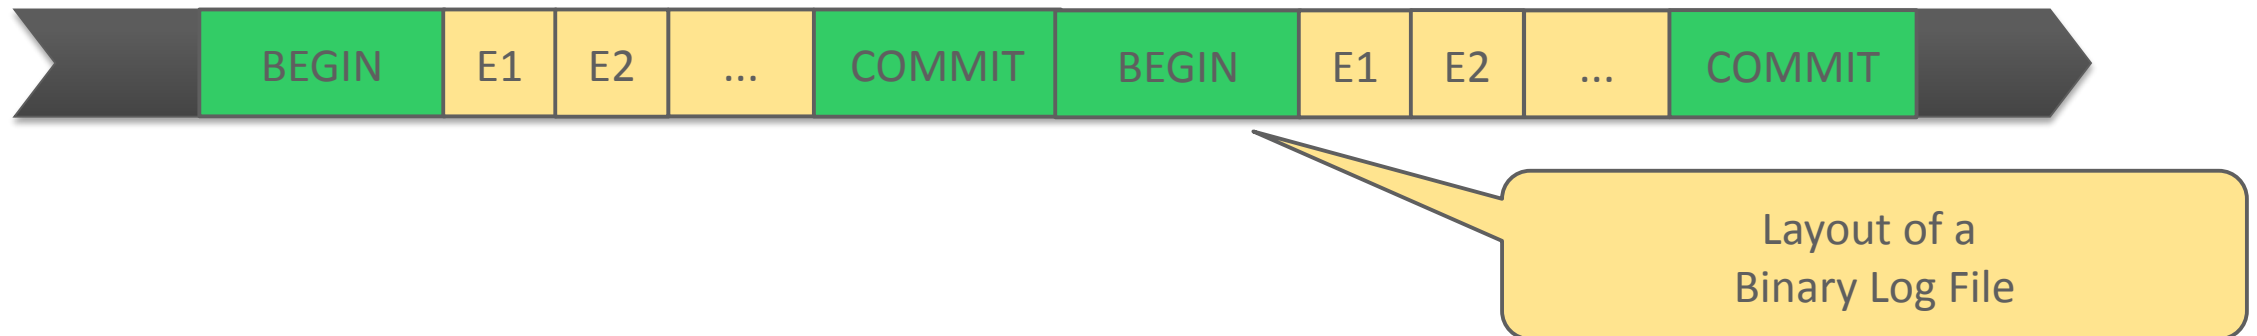 BEGIN E1 E2 ... COMMIT BEGIN E1 E2 ... COMMIT
Layout of a
Binary Log File